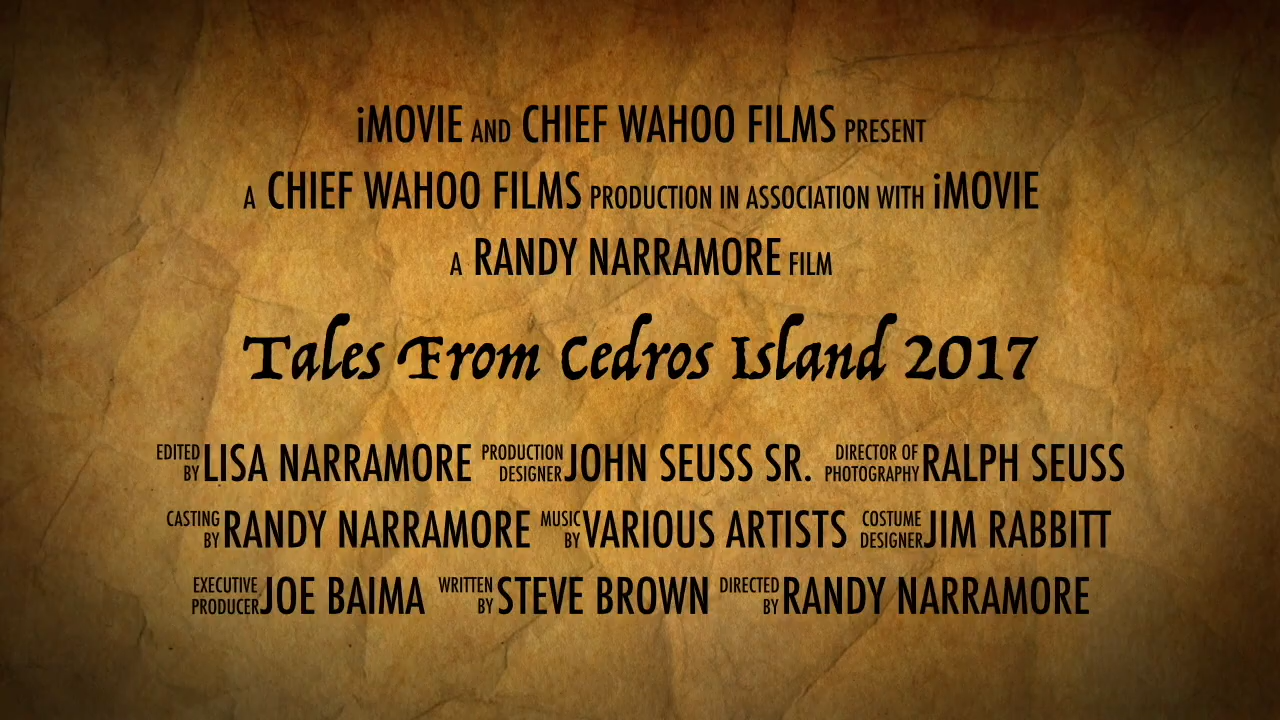 iMOVIE AND CHIEF WAHOO FILMS PRESENT
A CHIEF WAHOO FILMS PRODUCTION IN ASSOCIATION WITH iMOVIE
A RANDY NARRAMORE FILM
Tales From Cedros Island 2017
EDITED BY LISA NARRAMORE PRODUCTION DESIGNER JOHN SEUSS SR. DIRECTOR OF PHOTOGRAPHY RALPH SEUSS
CASTING BY RANDY NARRAMORE MUSIC BY VARIOUS ARTISTS COSTUME DESIGNER JIM RABBITT
EXECUTIVE PRODUCER JOE BAIMA WRITTEN BY STEVE BROWN DIRECTED BY RANDY NARRAMORE